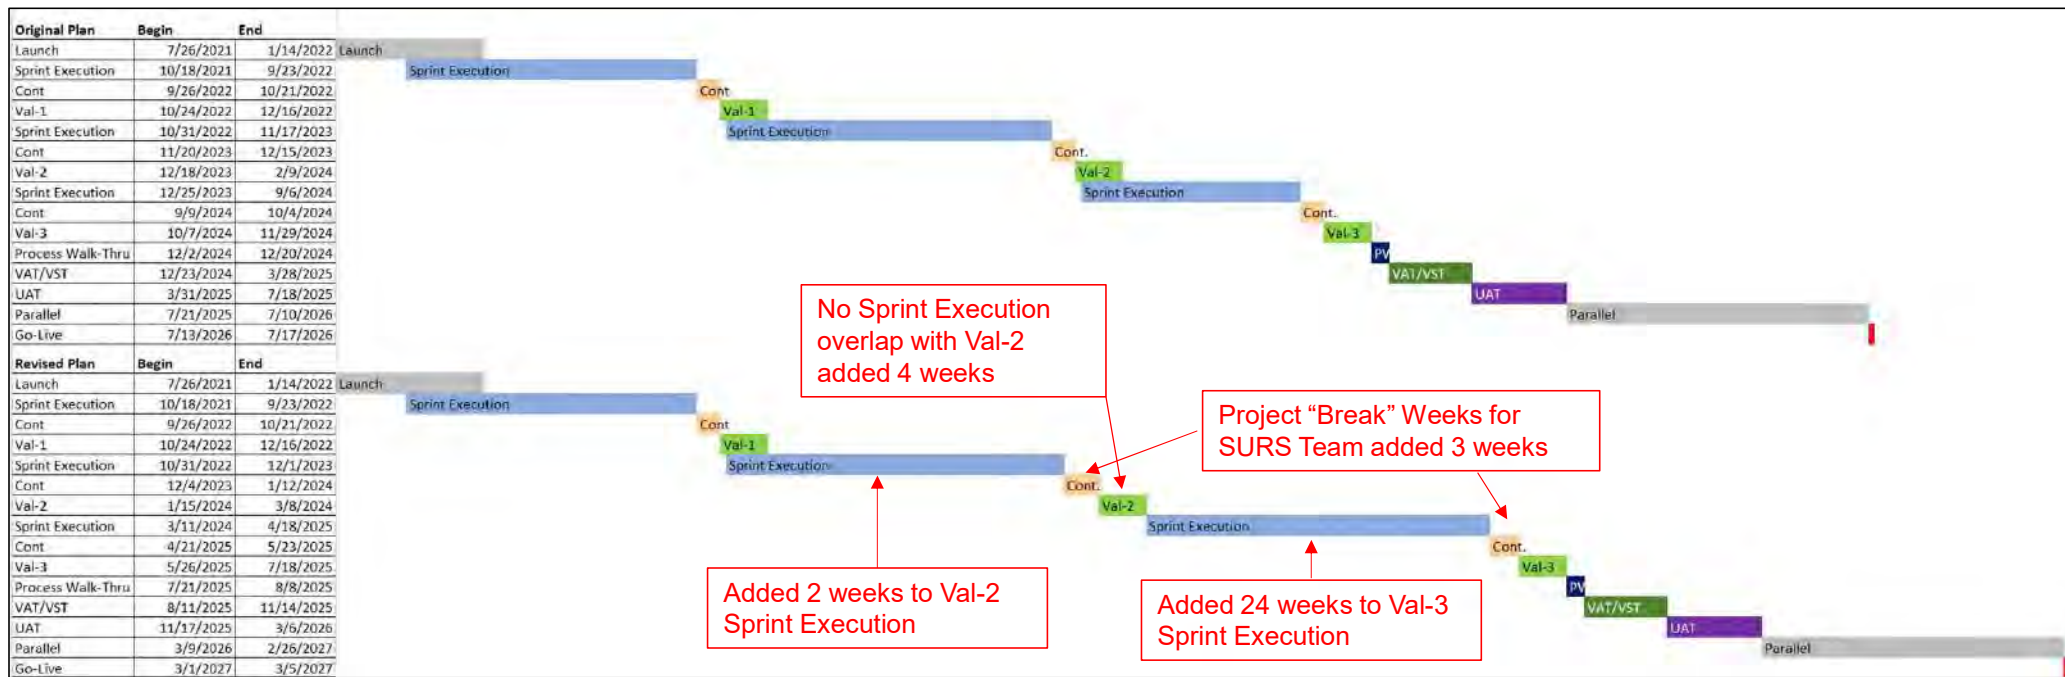 Original Plan Begin End
Launch 7/26/2021 1/14/2022 Launch
Sprint Execution 10/18/2021 9/23/2022 Sprint Execution
Cont 9/26/2022 10/21/2022 Cont
Val-1 10/24/2022 12/16/2022 Val-1
Sprint Execution 10/31/2022 11/17/2023 Sprint Execution
Cont 11/20/2023 12/15/2023 Cont.
Val-2 12/18/2023 2/9/2024 Val-2
Sprint Execution 12/25/2023 9/6/2024 Sprint Execution
Cont 9/9/2024 10/4/2024 Cont.
Val-3 10/7/2024 11/29/2024 Val-3
Process Walk-Thru 12/2/2024 12/20/2024 PV
VAT/VST 12/23/2024 3/28/2025 VAT/VST
UAT 3/31/2025 7/18/2025 UAT
Parallel 7/21/2025 7/10/2026 Parallel
Go-Live 7/13/2026 7/17/2026
No Sprint Execution
overlap with Val-2
added 4 weeks
Revised Plan Begin End
Launch 7/26/2021 1/14/2022 Launch
Sprint Execution 10/18/2021 9/23/2022 Sprint Execution
Cont 9/26/2022 10/21/2022 Cont
Val-1 10/24/2022 12/16/2022 Val-1
Sprint Execution 10/31/2022 12/1/2023 Sprint Execution
Cont 12/4/2023 1/12/2024 Cont.
Val-2 1/15/2024 3/8/2024 Val-2
Sprint Execution 3/11/2024 4/18/2025 Sprint Execution
Cont 4/21/2025 5/23/2025 Cont.
Val-3 5/26/2025 7/18/2025 Val-3
Process Walk-Thru 7/21/2025 8/8/2025 PV
VAT/VST 8/11/2025 11/14/2025 VAT/VST
UAT 11/17/2025 3/6/2026 UAT
Parallel 3/9/2026 2/26/2027 Parallel
Go-Live 3/1/2027 3/5/2027
Project “Break” Weeks for
SURS Team added 3 weeks
Added 2 weeks to Val-2
Sprint Execution
Added 24 weeks to Val-3
Sprint Execution